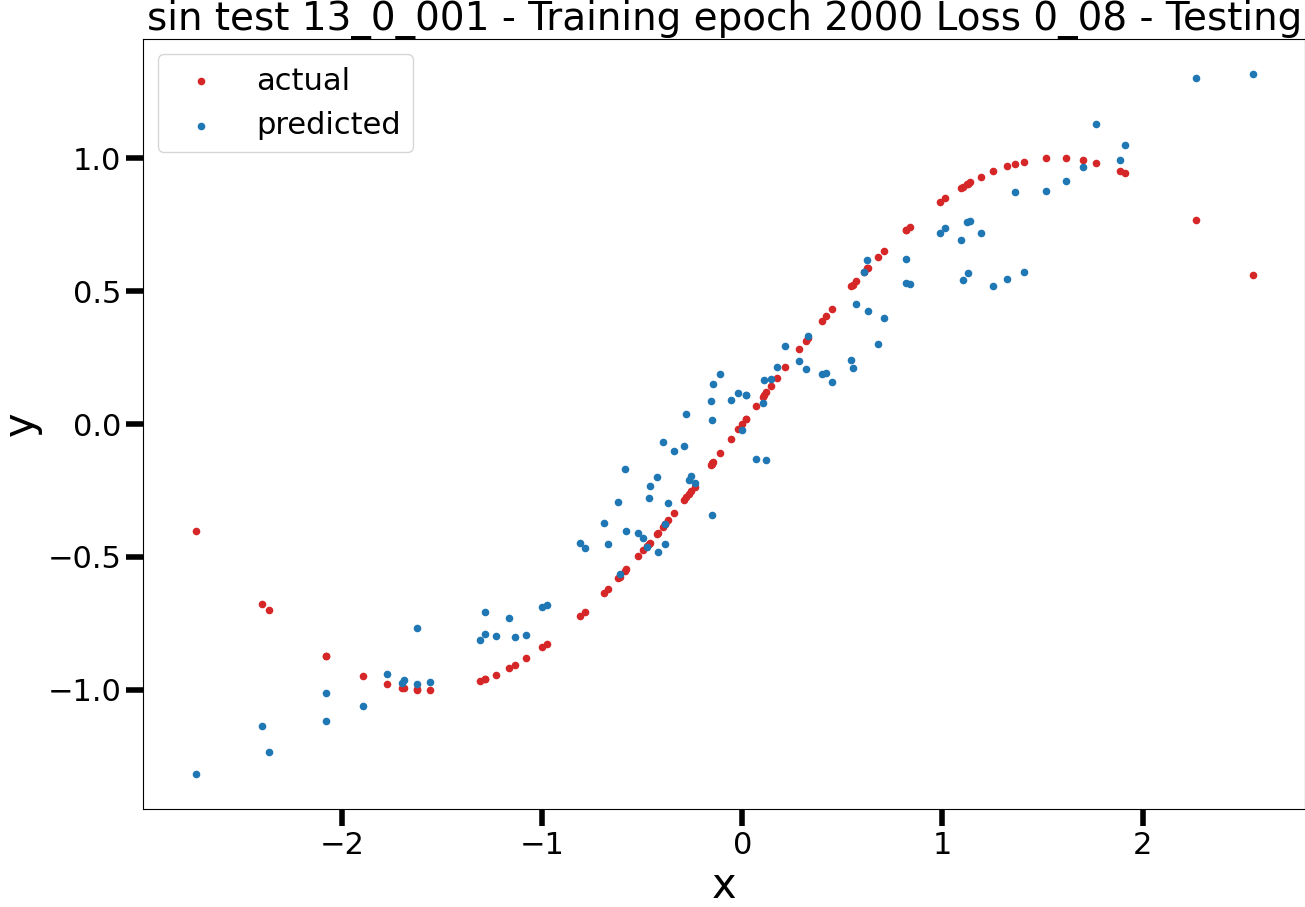 sin test 13_0_001 - Training epoch 2000 Loss 0_08 - Testing
actual
predicted
1.0
0.5
0.0
−0.5
−1.0
y
−2 −1 0 1 2
x